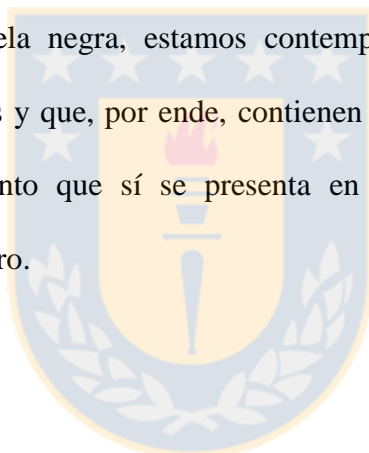 ela negra, estamos contemp
s y que, por ende, contienen
nto que sí se presenta en
ro.